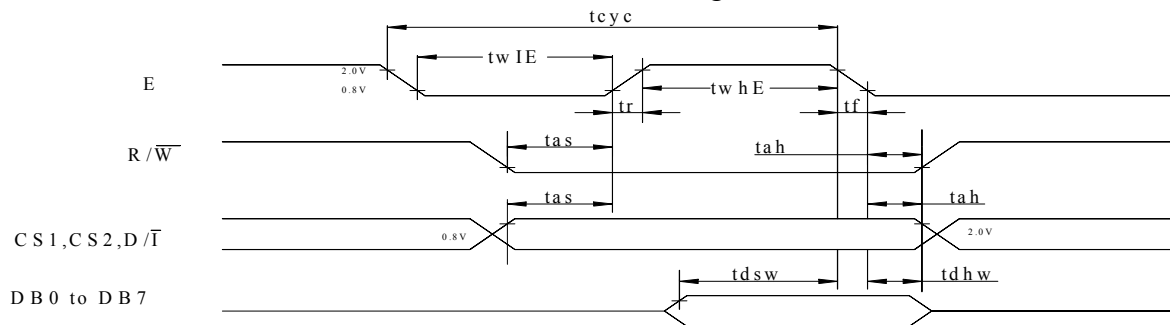 tcyc
twIE
E
2.0V
0.8V
twhE
tr
tf
R/W̅
tas
tah
tas
tah
CS1,CS2,D/I̅
0.8V
2.0V
tdsw
tdhw
DB0 to DB7